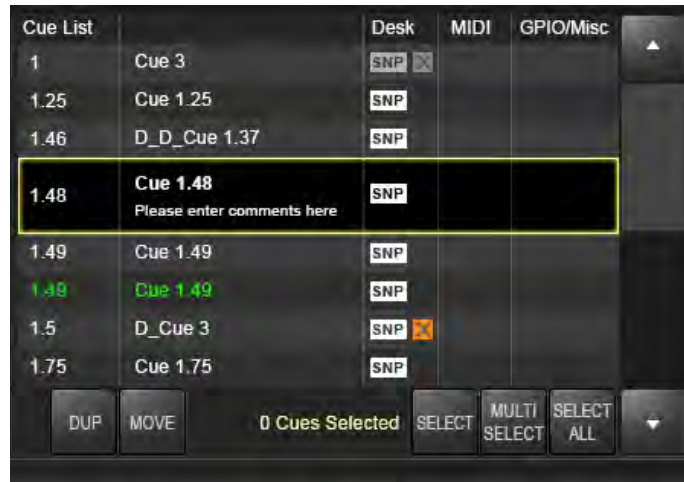 Cue List Desk MIDI GPIO/Misc
1 Cue 3 SNP X
1.25 Cue 1.25 SNP
1.46 D_D_Cue 1.37 SNP
1.48 Cue 1.48 SNP
Please enter comments here
1.49 Cue 1.49 SNP
1.49 Cue 1.49 SNP
1.5 D_Cue 3 SNP X
1.75 Cue 1.75 SNP
DUP MOVE 0 Cues Selected SELECT MULTI SELECT SELECT ALL